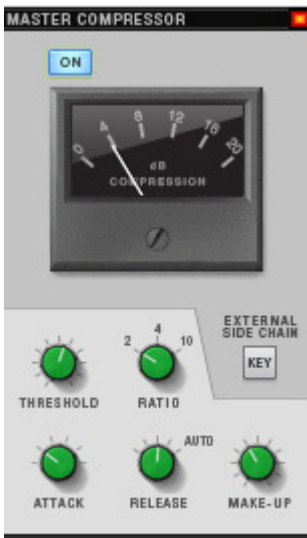 MASTER COMPRESSOR
ON
0 4 8 12 16 20
dB
COMPRESSION
EXTERNAL
SIDE CHAIN
KEY
2 4 10
THRESHOLD RATIO
AUTO
ATTACK RELEASE MAKE-UP